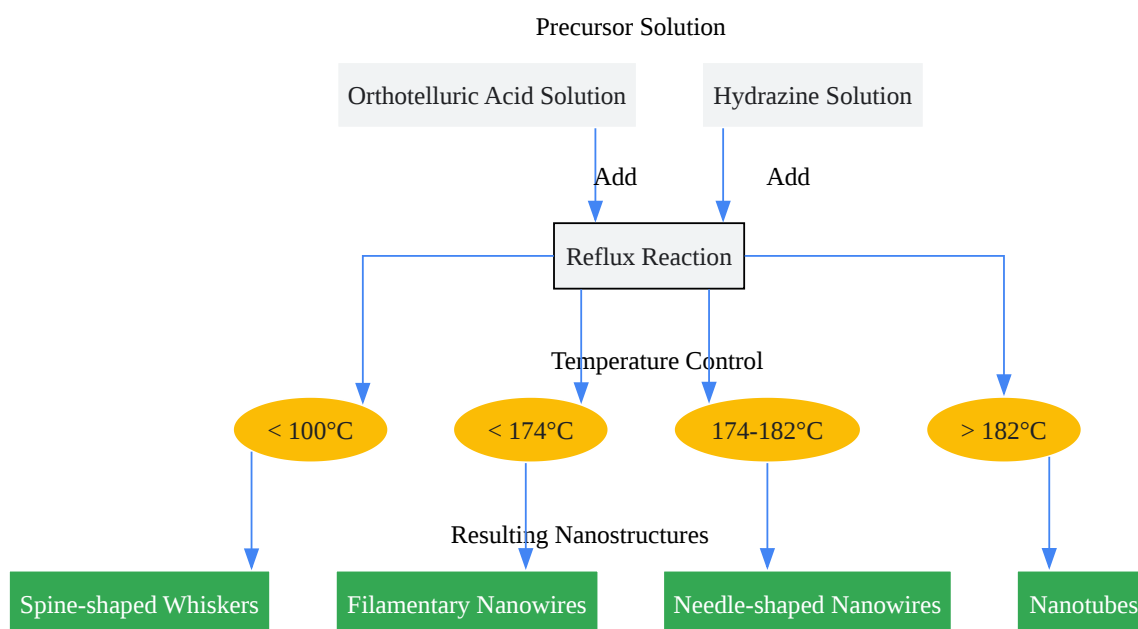 Precursor Solution
Orthotelluric Acid Solution
Hydrazine Solution
Add
Add
Reflux Reaction
Temperature Control
< 100°C
< 174°C
174-182°C
> 182°C
Resulting Nanostructures
Spine-shaped Whiskers
Filamentary Nanowires
Needle-shaped Nanowires
Nanotubes